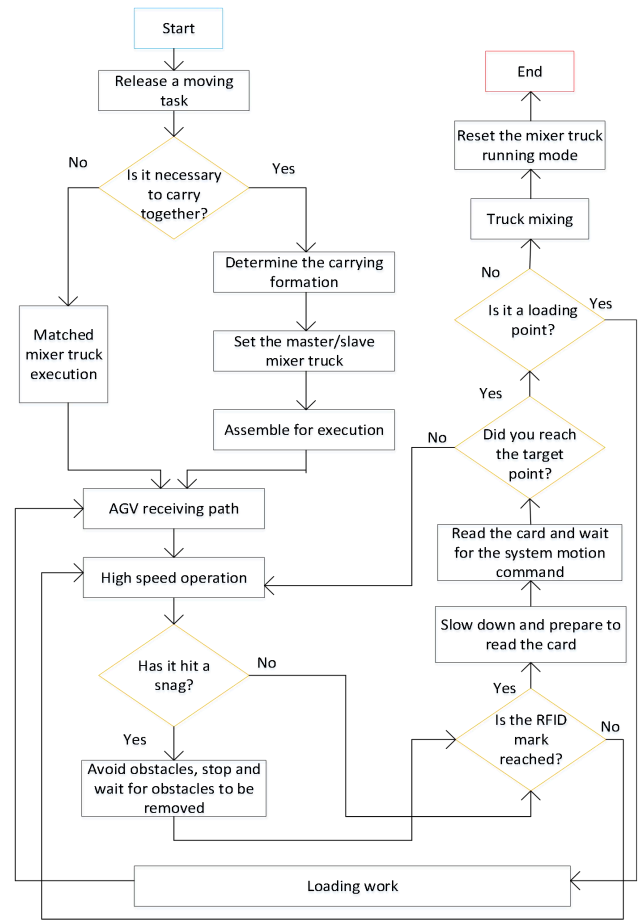 Start
Release a moving
task
No
Yes
Is it necessary
to carry
together?
Determine the carrying
formation
Matched
mixer truck
execution
Set the master/slave
mixer truck
Assemble for execution
AGV receiving path
High speed operation
Has it hit a
snag?
No
Yes
Avoid obstacles, stop and
wait for obstacles to be
removed
Loading work
End
Reset the mixer truck
running mode
Truck mixing
No
Yes
Is it a loading
point?
Yes
No
Did you reach
the target
point?
Read the card and wait
for the system motion
command
Slow down and prepare to
read the card
Yes
Is the RFID
mark
reached?
No